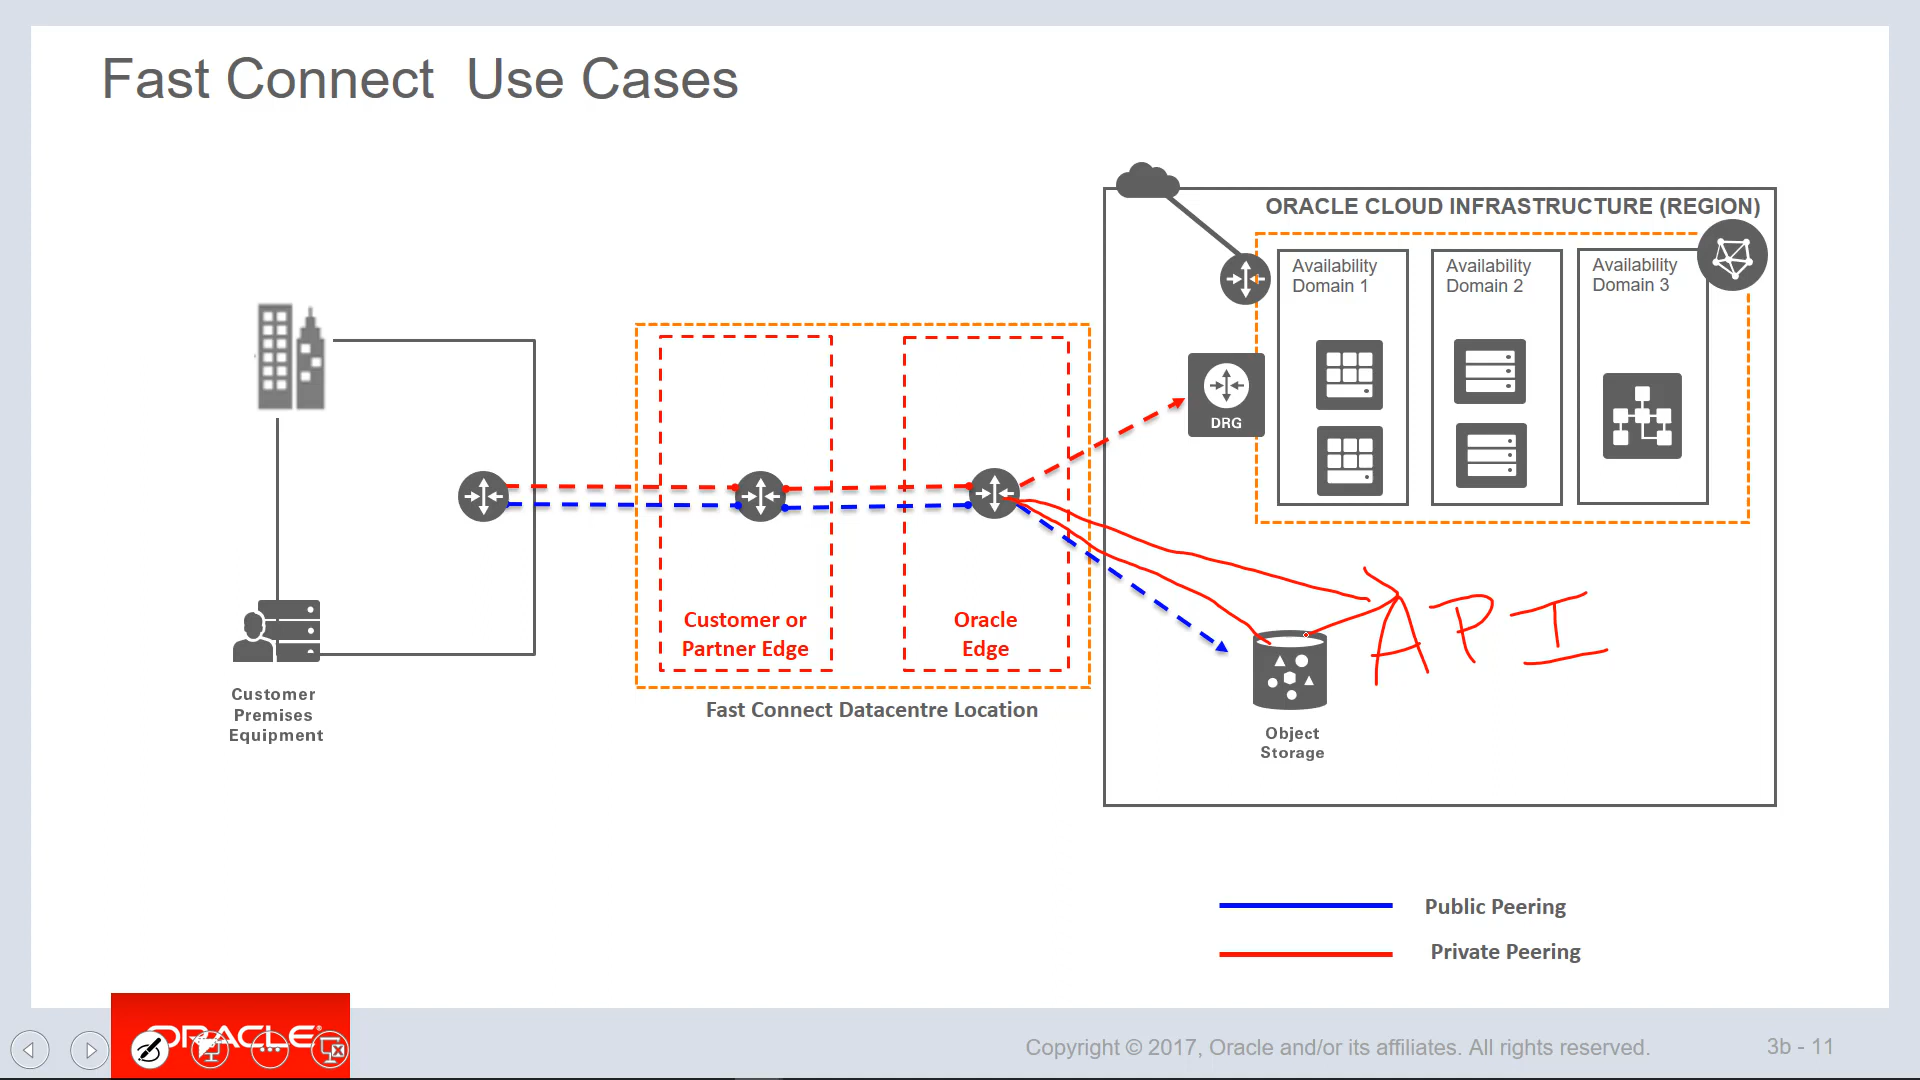 Fast Connect  Use Cases
ORACLE CLOUD INFRASTRUCTURE (REGION)
Availability
Domain 1
Availability
Domain 2
Availability
Domain 3
DRG
API
Customer or
Partner Edge
Oracle
Edge
Customer
Premises
Equipment
Fast Connect Datacentre Location
Object
Storage
Public Peering
Private Peering
ORACLE®
Copyright © 2017, Oracle and/or its affiliates. All rights reserved.
3b - 11